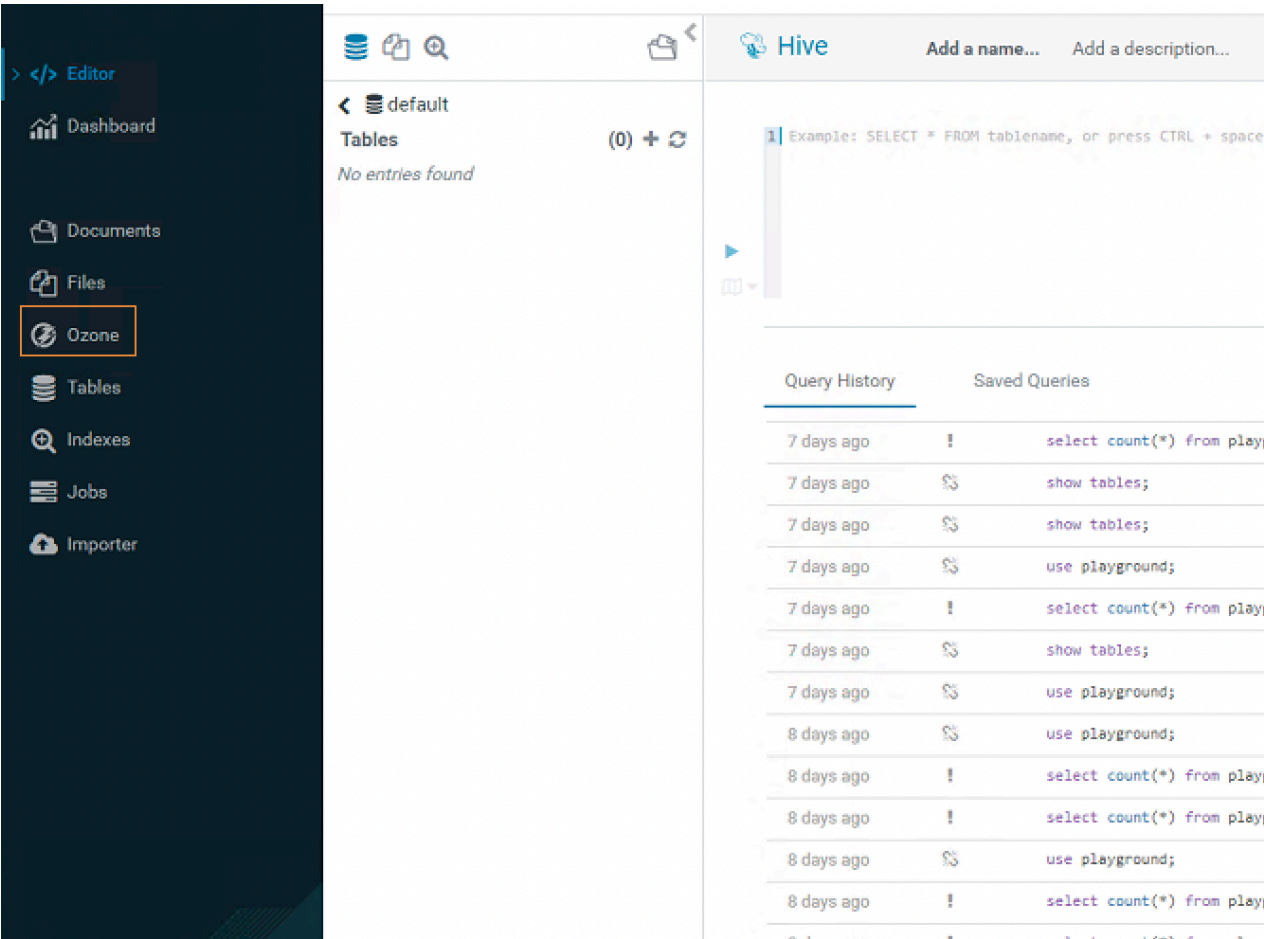 Editor
Dashboard
Documents
Files
Ozone
Tables
Indexes
Jobs
Importer
default
Tables (0)
No entries found
Hive Add a name... Add a description...
1 Example: SELECT * FROM tablename, or press CTRL + space
Query History Saved Queries
7 days ago ! select count(*) from play
7 days ago show tables;
7 days ago show tables;
7 days ago use playground;
7 days ago ! select count(*) from play
7 days ago show tables;
7 days ago use playground;
8 days ago use playground;
8 days ago ! select count(*) from play
8 days ago ! select count(*) from play
8 days ago use playground;
8 days ago ! select count(*) from play